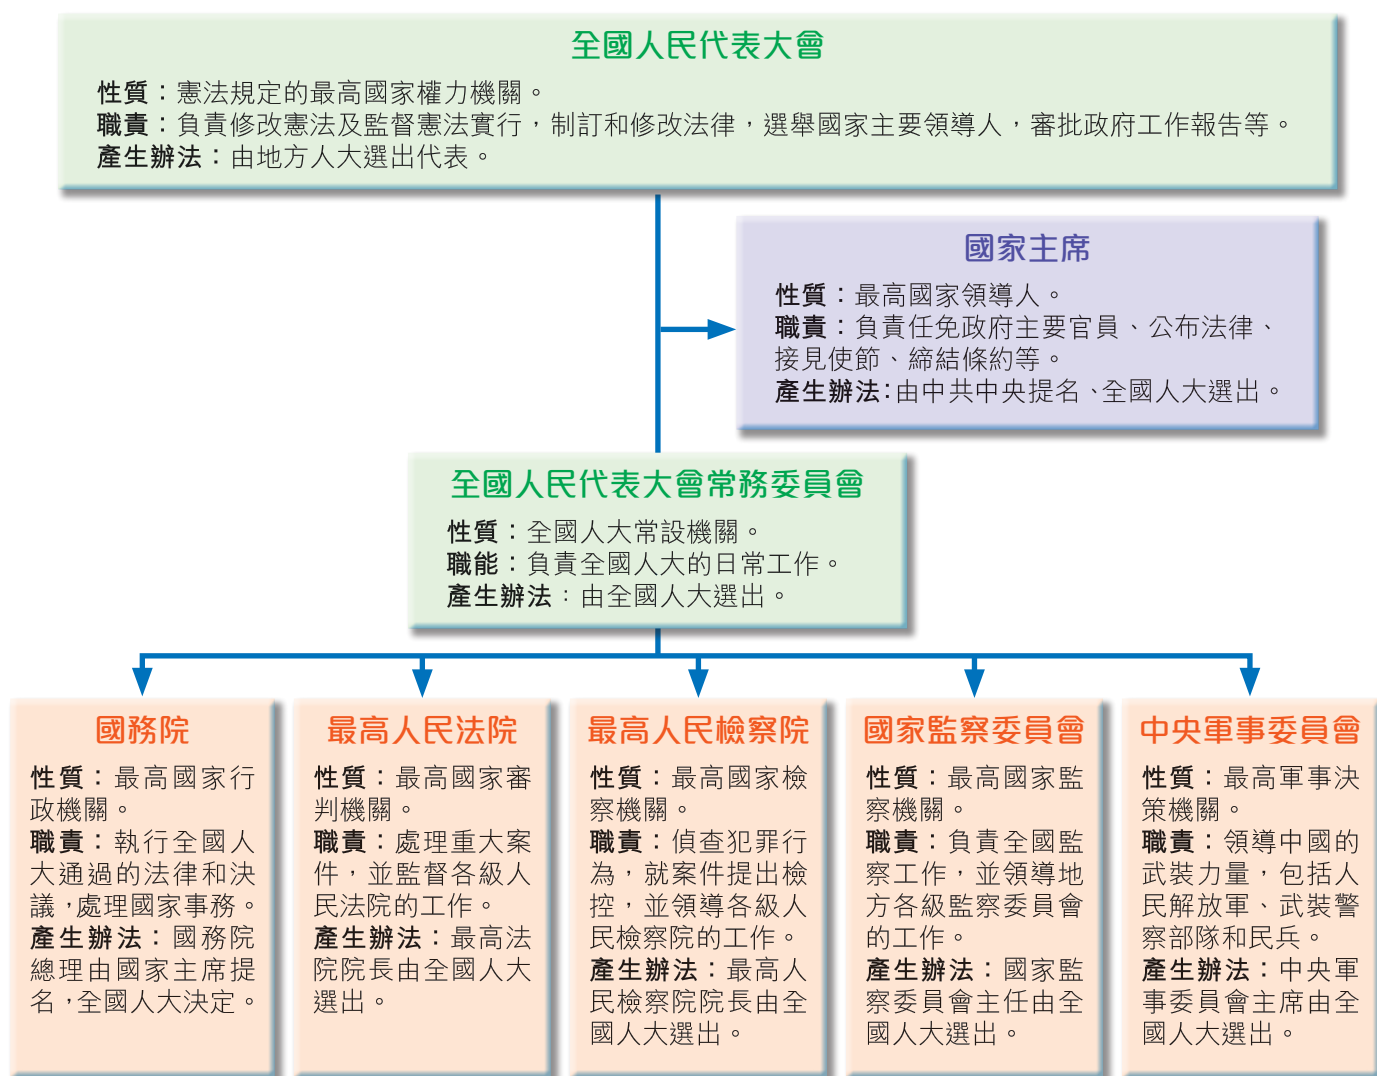 全國人民代表大會
性質：憲法規定的最高國家權力機關。
職責：負責修改憲法及監督憲法實行，制訂和修改法律，選舉國家主要領導人，審批政府工作報告等。
產生辦法：由地方人大選出代表。
國家主席
性質：最高國家領導人。
職責：負責任免政府主要官員、公布法律、
接見使節、締結條約等。
產生辦法：由中共中央提名、全國人大選出。
全國人民代表大會常務委員會
性質：全國人大常設機關。
職能：負責全國人大的日常工作。
產生辦法：由全國人大選出。
國務院
性質：最高國家行
政機關。
職責：執行全國人
大通過的法律和決
議，處理國家事務。
產生辦法：國務院
總理由國家主席提
名，全國人大決定。
最高人民法院
性質：最高國家審
判機關。
職責：處理重大案
件，並監督各級人
民法院的工作。
產生辦法：最高法
院院長由全國人大
選出。
最高人民檢察院
性質：最高國家檢
察機關。
職責：偵查犯罪行
為，就案件提出檢
控，並領導各級人
民檢察院的工作。
產生辦法：最高人
民檢察院院長由全
國人大選出。
國家監察委員會
性質：最高國家監
察機關。
職責：負責全國監
察工作，並領導地
方各級監察委員會
的工作。
產生辦法：國家監
察委員會主任由全
國人大選出。
中央軍事委員會
性質：最高軍事決
策機關。
職責：領導中國的
武裝力量，包括人
民解放軍、武裝警
察部隊和民兵。
產生辦法：中央軍
事委員會主席由全
國人大選出。